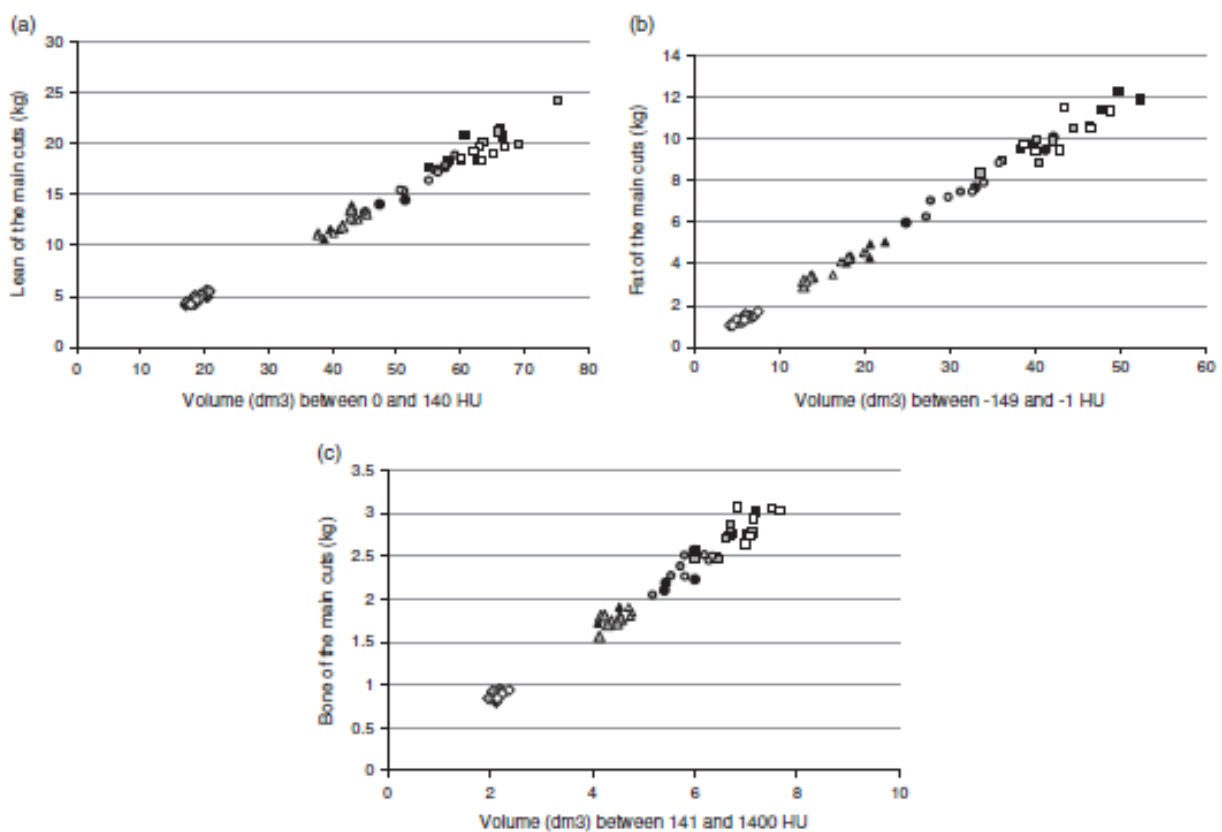 (a)
Lean of the main cuts (kg)
30
25
20
15
10
5
0
0 10 20 30 40 50 60 70 80
Volume (dm3) between 0 and 140 HU
(b)
Fat of the main cuts (kg)
14
12
10
8
6
4
2
0
0 10 20 30 40 50 60
Volume (dm3) between -149 and -1 HU
(c)
Bone of the main cuts (kg)
3.5
3
2.5
2
1.5
1
0.5
0
0 2 4 6 8 10
Volume (dm3) between 141 and 1400 HU